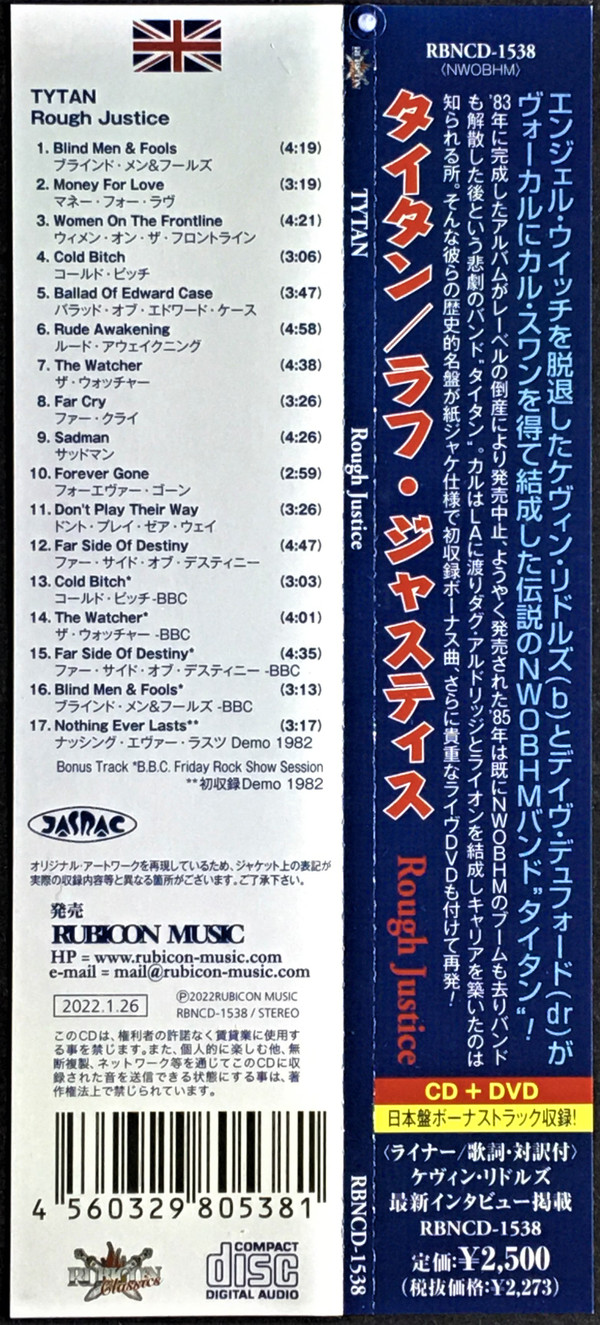 TYTAN
Rough Justice
1. Blind Men & Fools (4:19)
ブラインド・メン&フールズ
2. Money For Love (3:19)
マネー・フォー・ラヴ
3. Women On The Frontline (4:21)
ウィメン・オン・ザ・フロントライン
4. Cold Bitch (3:06)
コールド・ビッチ
5. Ballad Of Edward Case (3:47)
バラッド・オブ・エドワード・ケース
6. Rude Awakening (4:58)
ルード・アウェイクニング
7. The Watcher (4:38)
ザ・ウォッチャー
8. Far Cry (3:26)
ファー・クライ
9. Sadman (4:26)
サッドマン
10. Forever Gone (2:59)
フォーエヴァー・ゴーン
11. Don't Play Their Way (3:26)
ドント・プレイ・ゼア・ウェイ
12. Far Side Of Destiny (4:47)
ファー・サイド・オブ・デスティニー
13. Cold Bitch* (3:03)
コールド・ビッチ-BBC
14. The Watcher* (4:01)
ザ・ウォッチャー -BBC
15. Far Side Of Destiny* (4:35)
ファー・サイド・オブ・デスティニー -BBC
16. Blind Men & Fools* (3:13)
ブラインド・メン&フールズ -BBC
17. Nothing Ever Lasts** (3:17)
ナッシング・エヴァー・ラスツ Demo 1982
Bonus Track *B.B.C. Friday Rock Show Session
**初収録Demo 1982
JASRAC
オリジナル・アートワークを再現しているため、ジャケット上の表記が
実際の収録内容等と異なる箇所がございます。ご了承下さい。
発売
RUBICON MUSIC
HP = www.rubicon-music.com
e-mail = mail@rubicon-music.com
2022.1.26
Ⓟ2022RUBICON MUSIC
RBNCD-1538 / STEREO
このCDは、権利者の許諾なく賃貸業に使用す
る事を禁じます。また、個人的に楽しむ他、無
断複製、ネットワーク等を通じてこのCDに収
録された音を送信できる状態にする事は、著
作権法上で禁じられています。
4 560329 805381
RUBICON
Classics
COMPACT
disc
DIGITAL AUDIO
TYTAN
Rough Justice
RBNCD-1538
RBNCD-1538
〈NWOBHM〉
エンジェル・ウィッチを脱退したケヴィン・リドルズ(b)とデイヴ・デュフォード(dr)が
ヴォーカルにカル・スワンを得て結成した伝説のNWOBHMバンド"タイタン"!
'83年に完成したアルバムがレーベルの倒産により発売中止、ようやく発売された'85年は既にNWOBHMのブームも去りバンド
も解散した後という悲劇のバンド"タイタン"。カルはLAに渡りダグ・アルドリッジとライオンを結成しキャリアを築いたのは
知られる所。そんな彼らの歴史的名盤が紙ジャケ仕様で初収録ボーナス曲、さらに貴重なライヴDVDも付けて再発!
タイタン/ラフ・ジャスティス
Rough Justice
CD + DVD
日本盤ボーナストラック収録!
〈ライナー/歌詞・対訳付〉
ケヴィン・リドルズ
最新インタビュー掲載
RBNCD-1538
定価:¥2,500
(税抜価格:¥2,273)